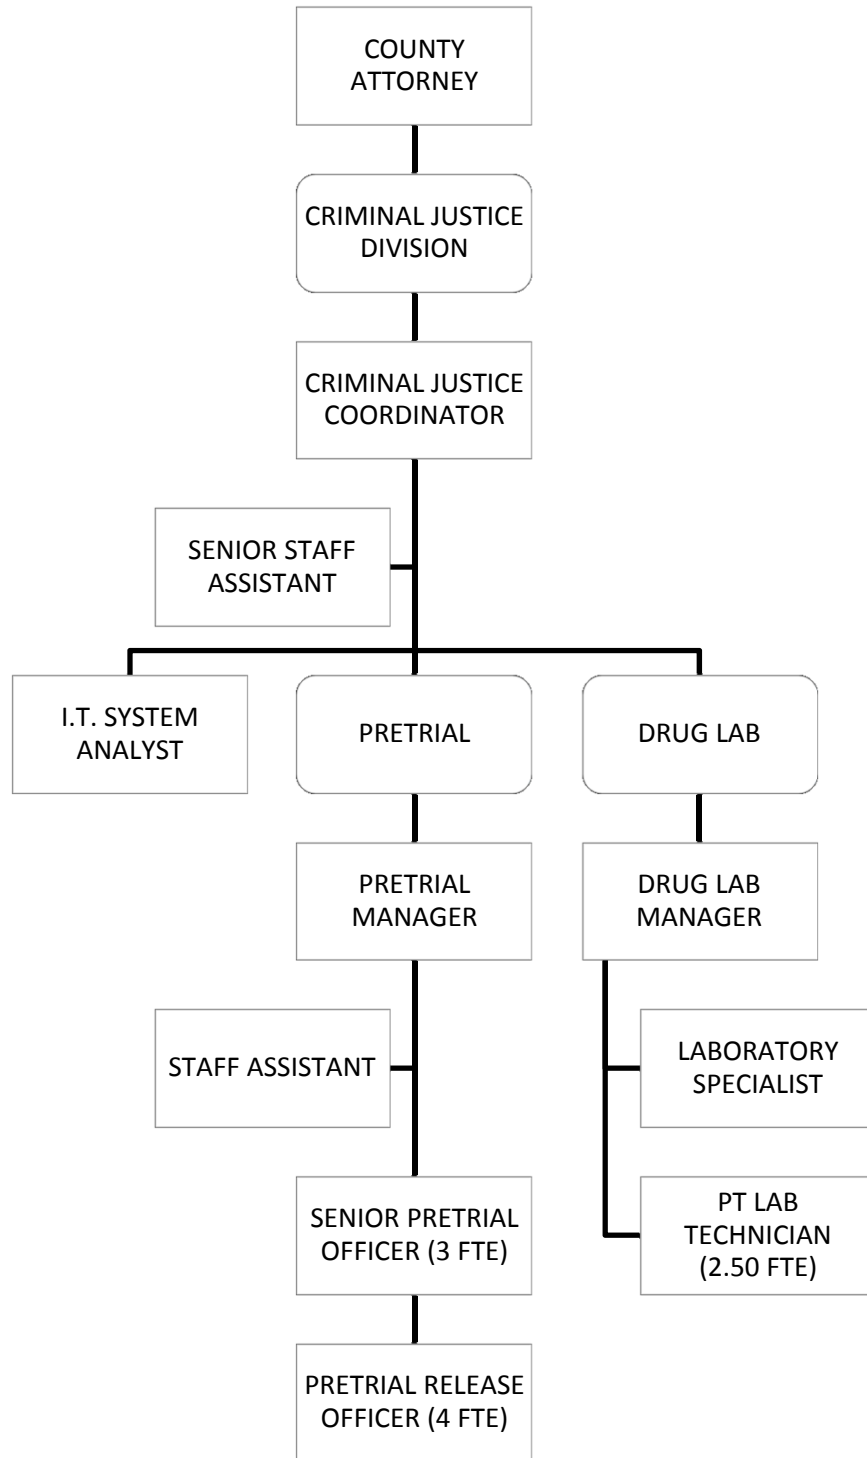 COUNTY
ATTORNEY
CRIMINAL JUSTICE
DIVISION
CRIMINAL JUSTICE
COORDINATOR
SENIOR STAFF
ASSISTANT
I.T. SYSTEM
ANALYST
PRETRIAL
DRUG LAB
PRETRIAL
MANAGER
DRUG LAB
MANAGER
STAFF ASSISTANT
LABORATORY
SPECIALIST
SENIOR PRETRIAL
OFFICER (3 FTE)
PT LAB
TECHNICIAN
(2.50 FTE)
PRETRIAL RELEASE
OFFICER (4 FTE)